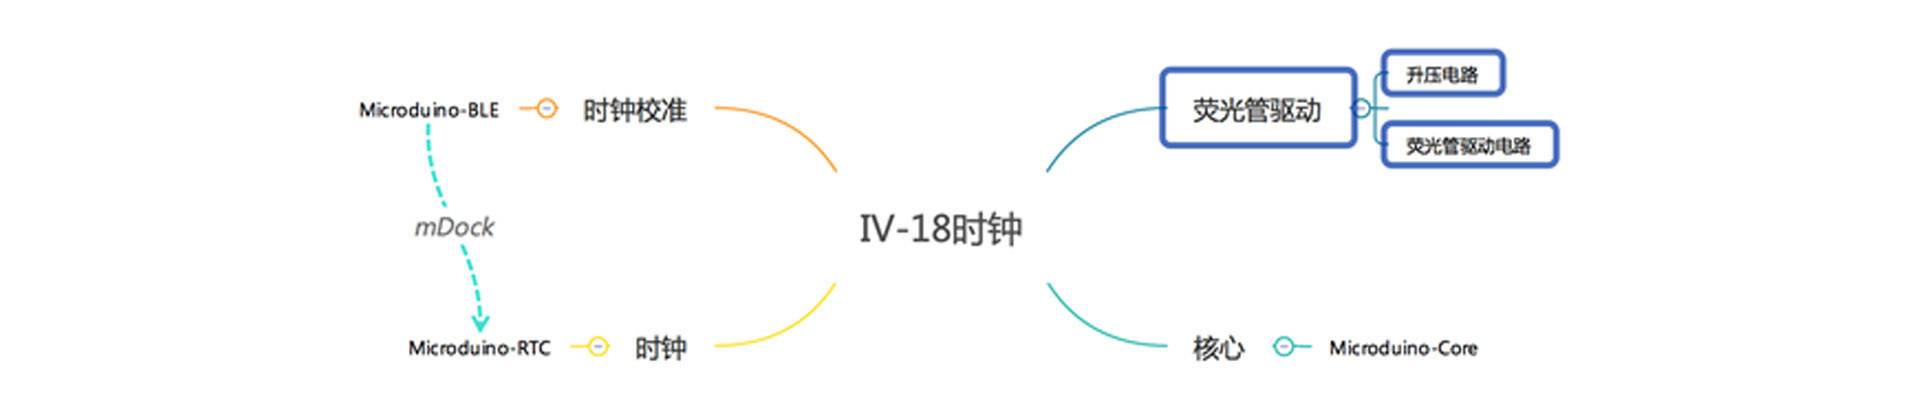 升压电路
Microduino-BLE
时钟校准
荧光管驱动
荧光管驱动电路
mDock
IV-18时钟
Microduino-RTC
时钟
核心
Microduino-Core